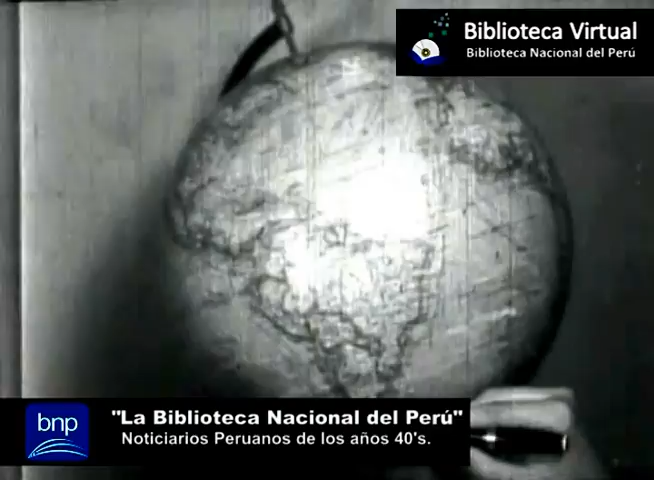 Biblioteca Virtual
Biblioteca Nacional del Perú
bnp
"La Biblioteca Nacional del Perú"
Noticiarios Peruanos de los años 40's.